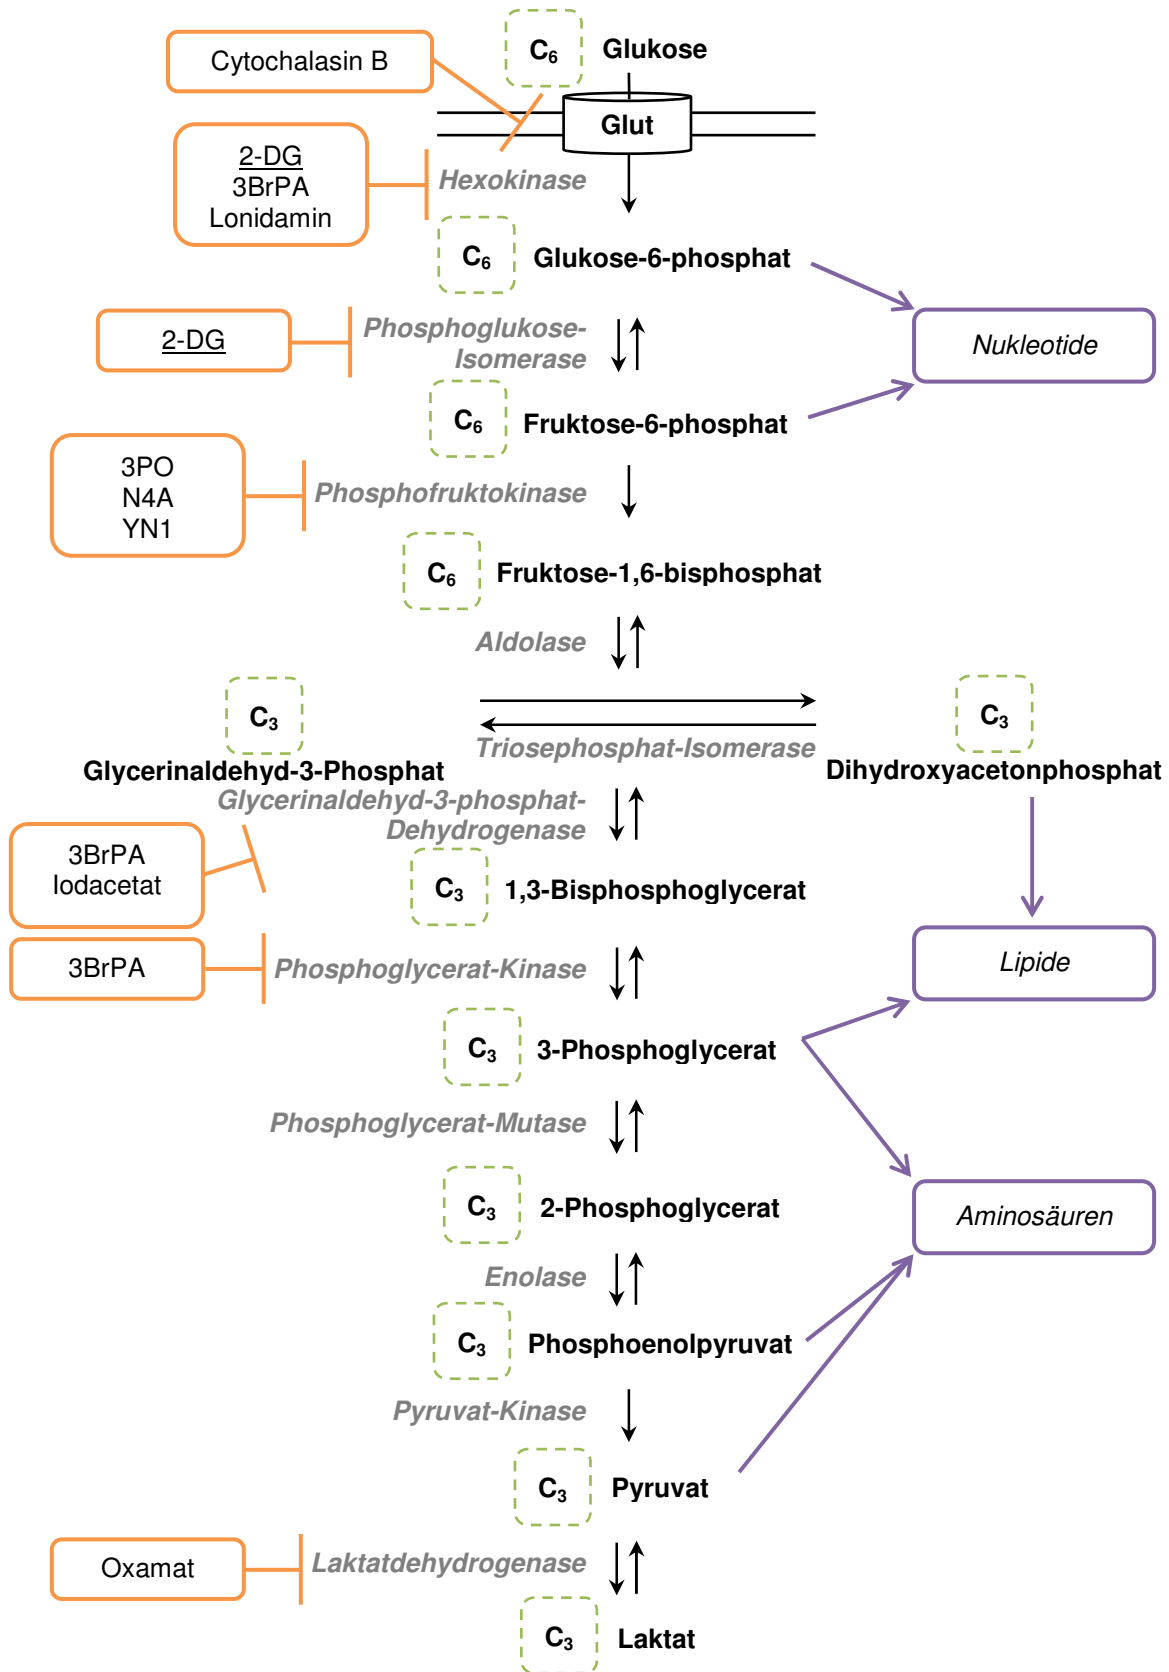 C₆ Glukose
Cytochalasin B
Glut
2-DG
3BrPA
Lonidamin
Hexokinase
C₆ Glukose-6-phosphat
2-DG
Phosphoglukose-
Isomerase
Nukleotide
C₆ Fruktose-6-phosphat
3PO
N4A
YN1
Phosphofruktokinase
C₆ Fruktose-1,6-bisphosphat
Aldolase
C₃
C₃
Triosephosphat-Isomerase
Glycerinaldehyd-3-Phosphat
Dihydroxyacetonphosphat
Glycerinaldehyd-3-phosphat-
Dehydrogenase
3BrPA
Iodacetat
C₃ 1,3-Bisphosphoglycerat
3BrPA
Phosphoglycerat-Kinase
Lipide
C₃ 3-Phosphoglycerat
Phosphoglycerat-Mutase
C₃ 2-Phosphoglycerat
Aminosäuren
Enolase
C₃ Phosphoenolpyruvat
Pyruvat-Kinase
C₃ Pyruvat
Oxamat
Laktatdehydrogenase
C₃ Laktat